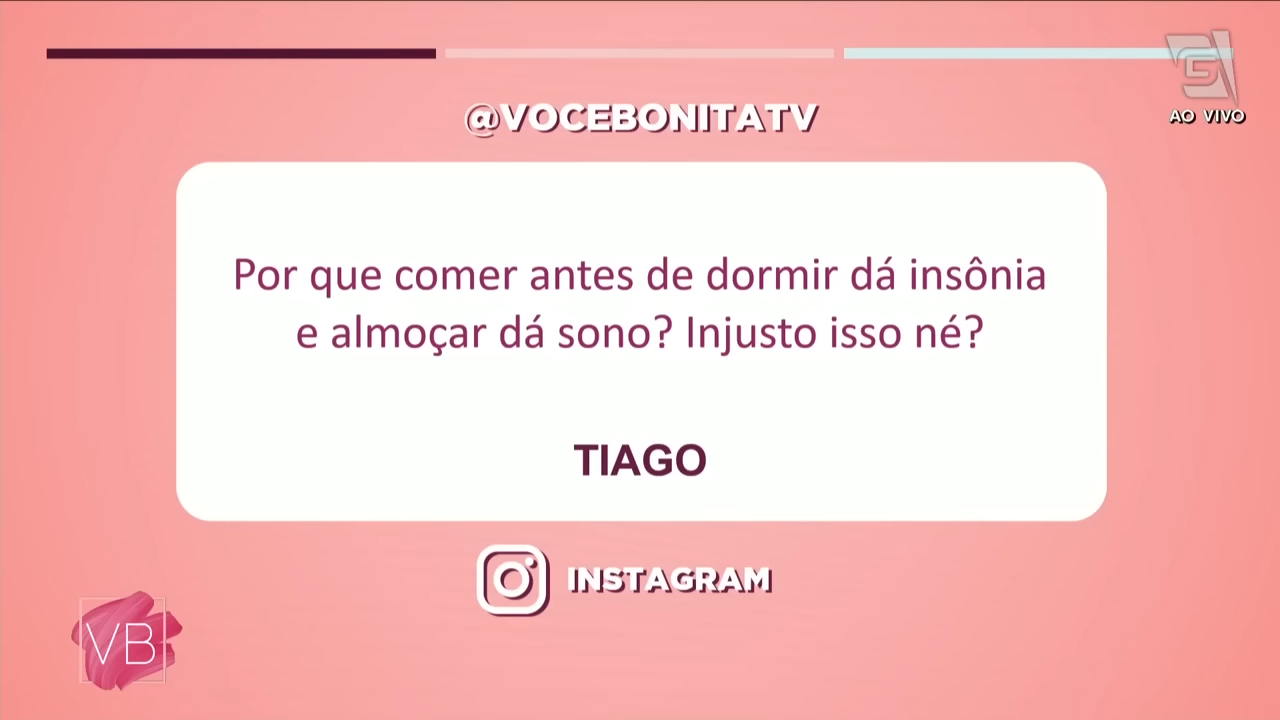 @VOCEBONITATV
AO VIVO
Por que comer antes de dormir dá insônia
e almoçar dá sono? Injusto isso né?
TIAGO
INSTAGRAM
VB